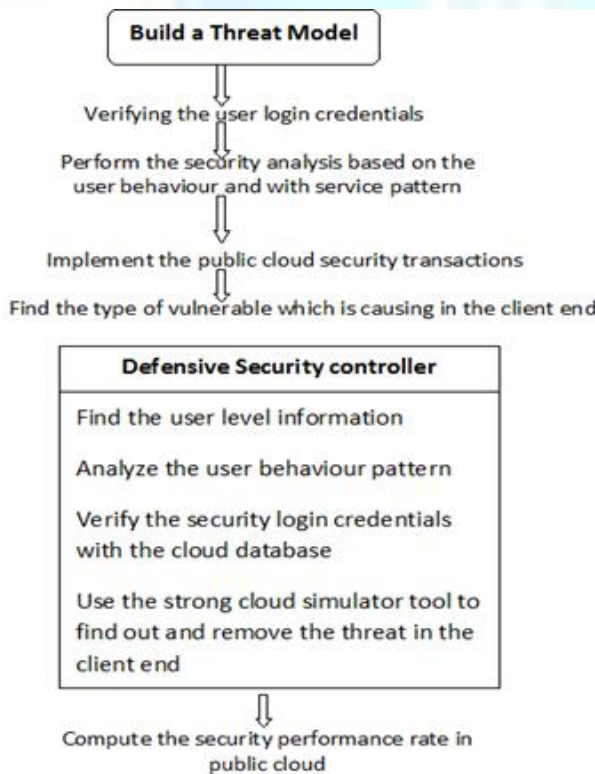 Build a Threat Model
Verifying the user login credentials
Perform the security analysis based on the
user behaviour and with service pattern
Implement the public cloud security transactions
Find the type of vulnerable which is causing in the client end
Defensive Security controller
Find the user level information
Analyze the user behaviour pattern
Verify the security login credentials
with the cloud database
Use the strong cloud simulator tool to
find out and remove the threat in the
client end
Compute the security performance rate in
public cloud